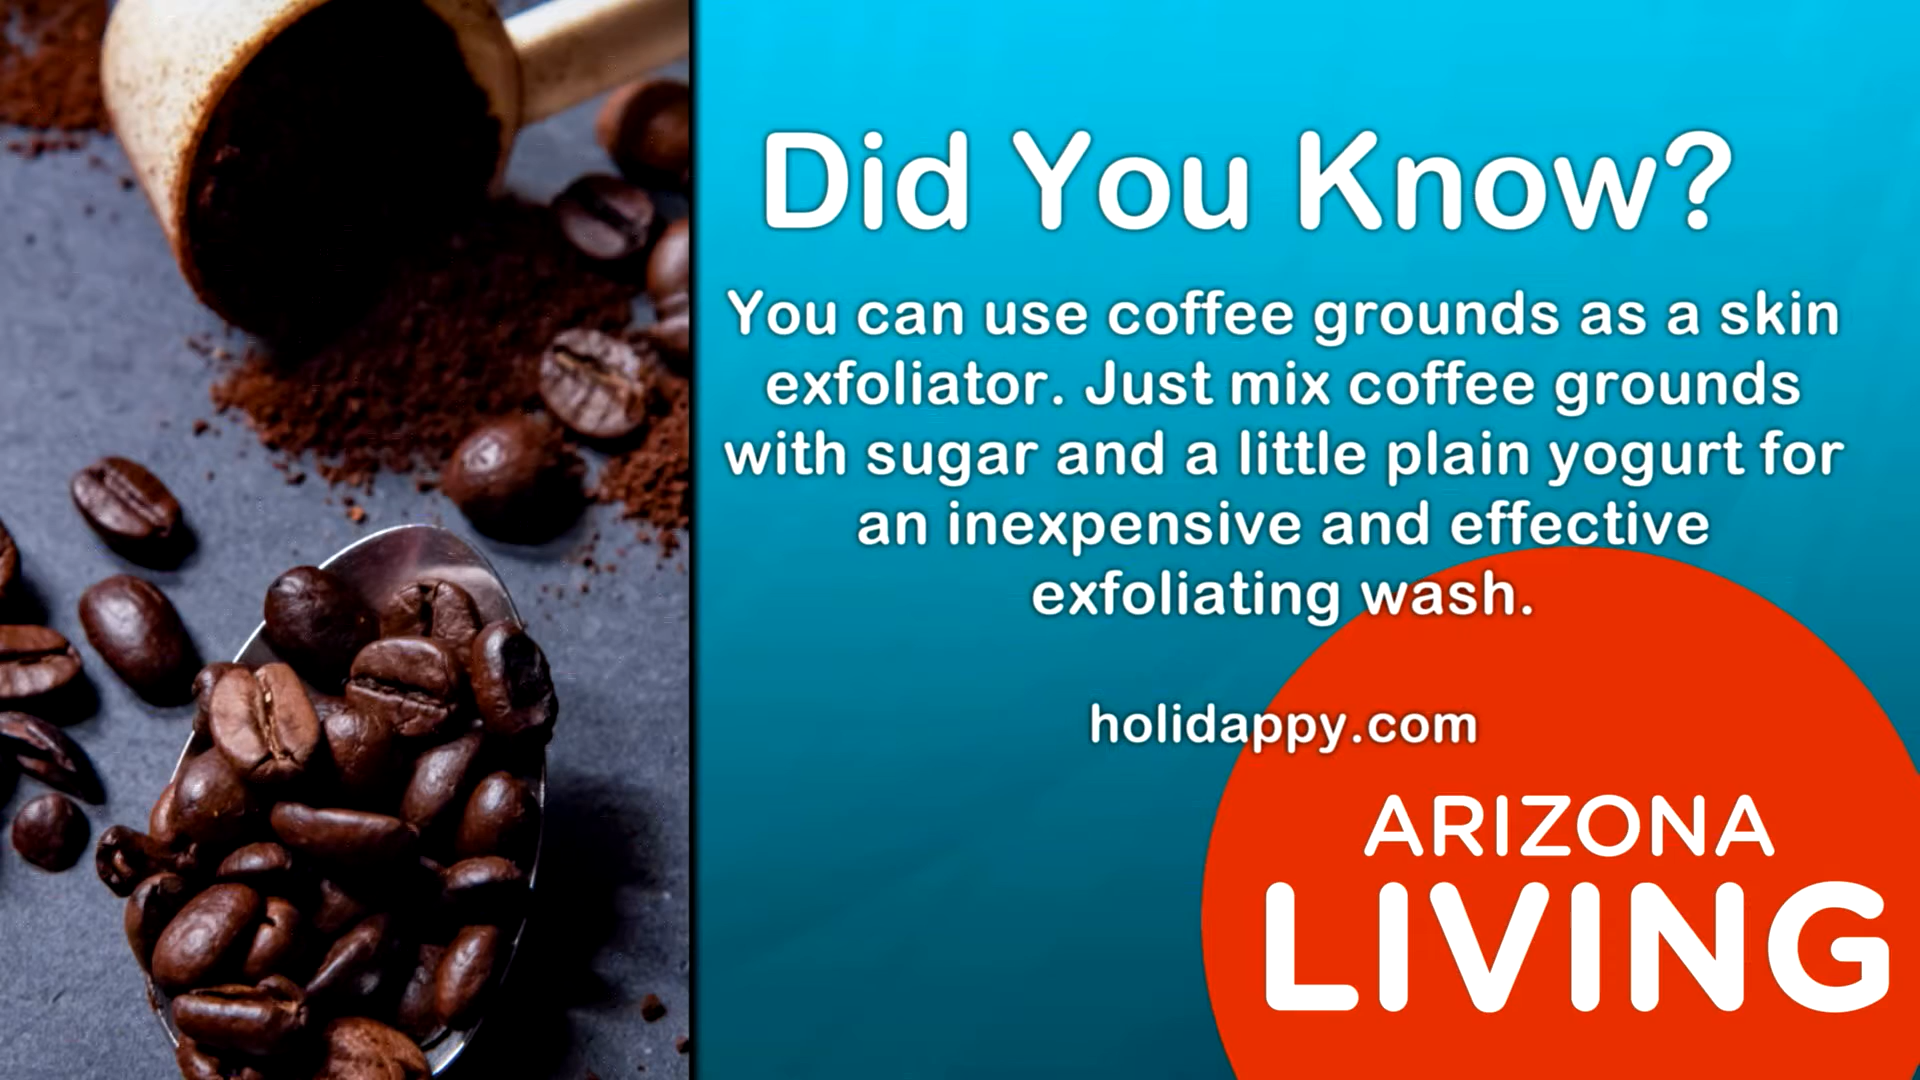 Did You Know?
You can use coffee grounds as a skin
exfoliator. Just mix coffee grounds
with sugar and a little plain yogurt for
an inexpensive and effective
exfoliating wash.
holidappy.com
ARIZONA
LIVING